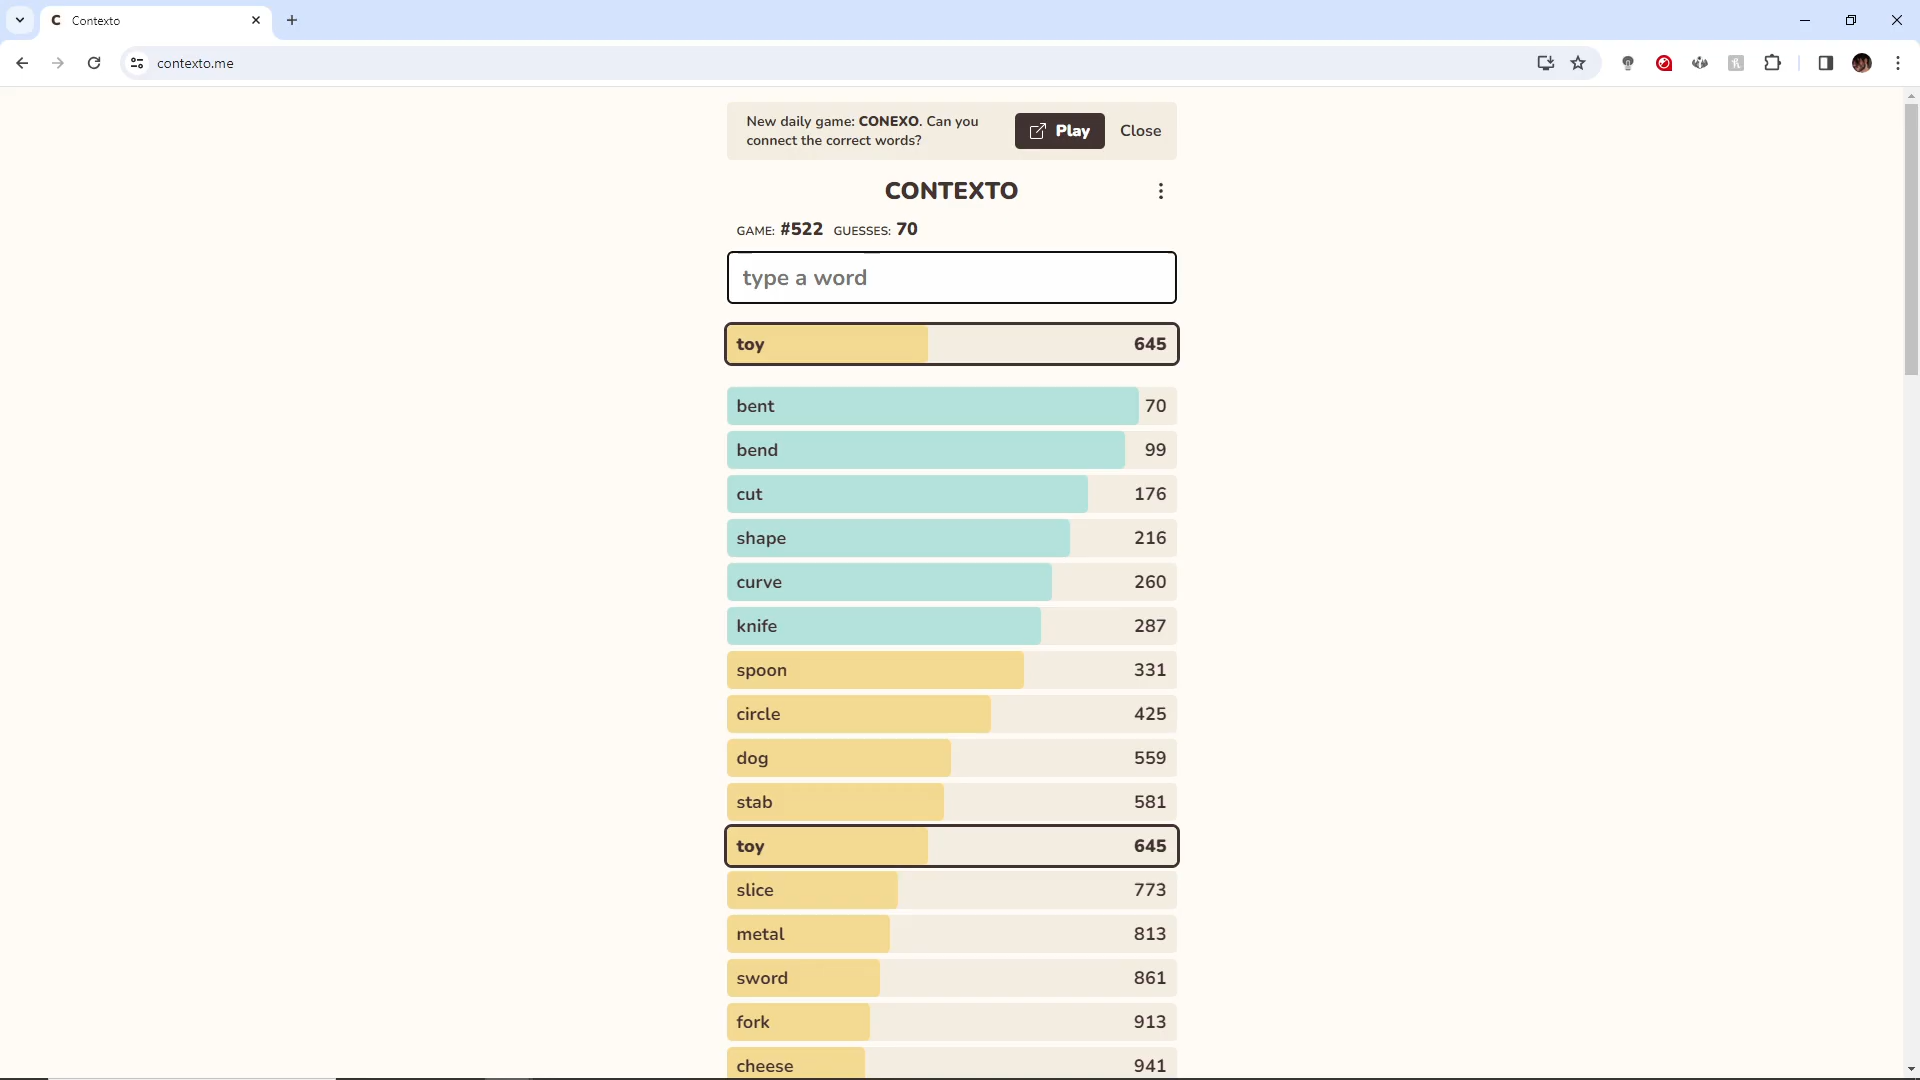 Contexto
contexto.me
New daily game: CONEXO. Can you
connect the correct words?
Play
Close
CONTEXTO
GAME: #522 GUESSES: 70
type a word
toy 645
bent 70
bend 99
cut 176
shape 216
curve 260
knife 287
spoon 331
circle 425
dog 559
stab 581
toy 645
slice 773
metal 813
sword 861
fork 913
cheese 941